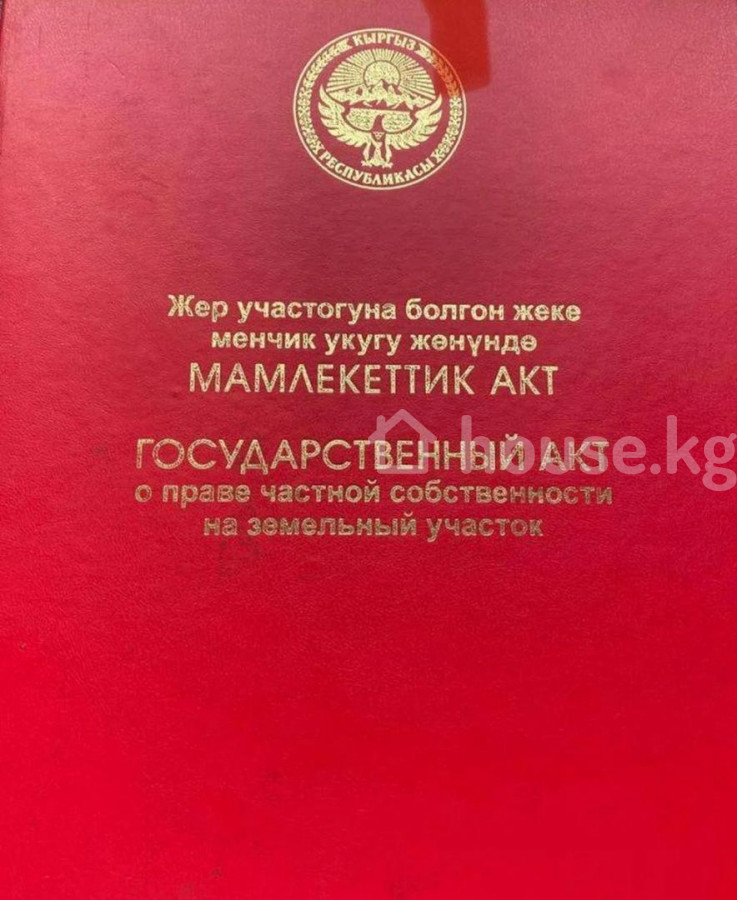 КЫРГЫЗ
РЕСПУБЛИКАСЫ
Жер участогуна болгон жеке
менчик укугу жөнүндө
МАМЛЕКЕТТИК АКТ
ГОСУДАРСТВЕННЫЙ АКТ
house.kg
о праве частной собственности
на земельный участок